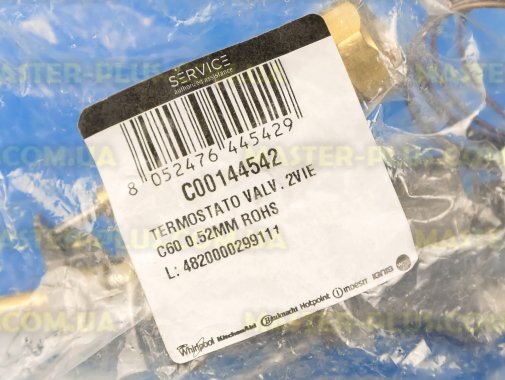 SERVICE
authorized assistance
8 052476 445429
C00144542
TERMOSTATO VALV. 2VIE
C60 0.52MM ROHS
L: 4820000299111
Whirlpool KitchenAid Bauknecht Hotpoint indesit IGNIS
MASTER-PLUS.COM.UA